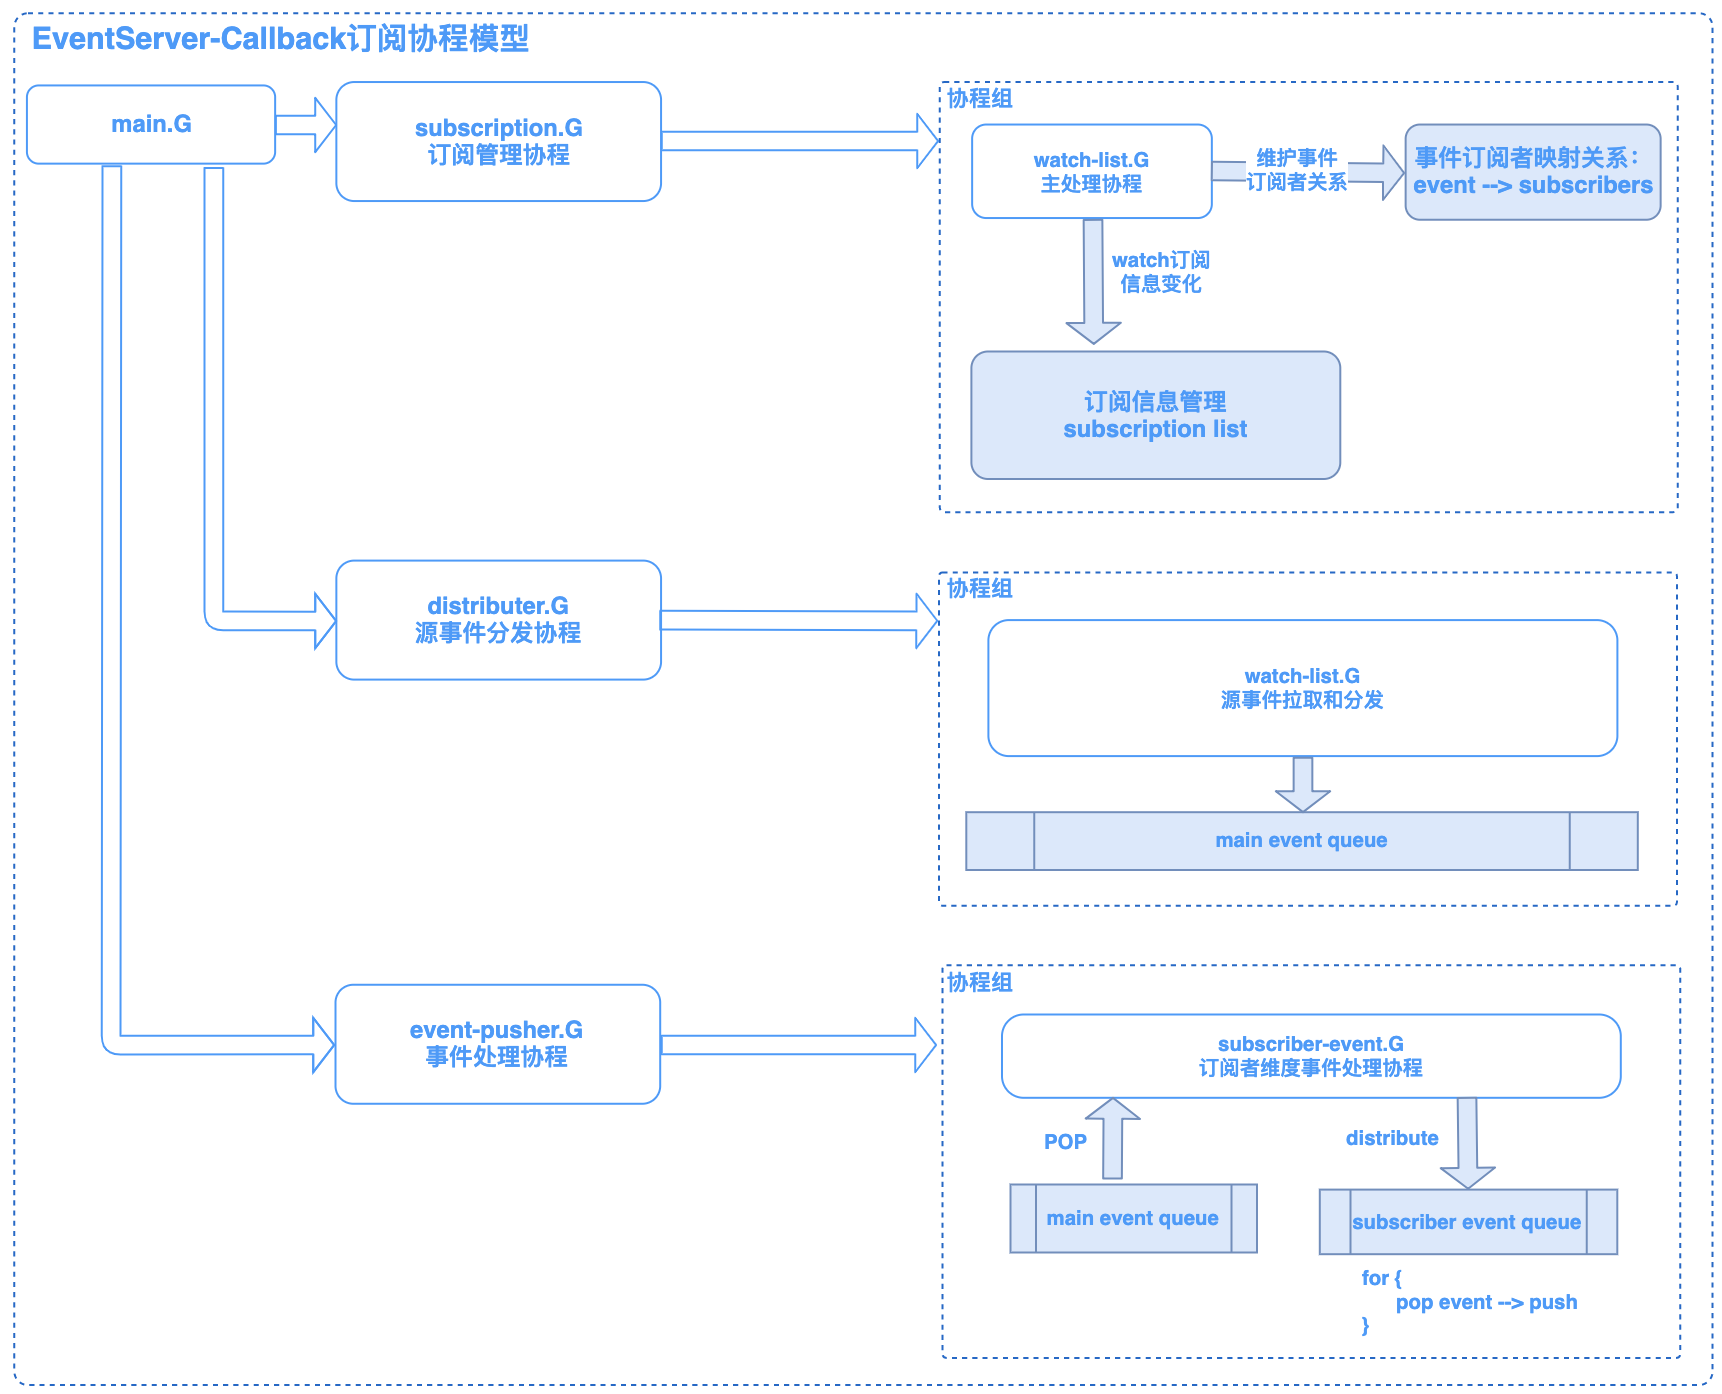 EventServer-Callback订阅协程模型
main.G
subscription.G
订阅管理协程
协程组
watch-list.G
主处理协程
维护事件
订阅者关系
事件订阅者映射关系：
event --> subscribers
watch订阅
信息变化
订阅信息管理
subscription list
distributer.G
源事件分发协程
协程组
watch-list.G
源事件拉取和分发
main event queue
event-pusher.G
事件处理协程
协程组
subscriber-event.G
订阅者维度事件处理协程
POP
distribute
main event queue
subscriber event queue
for {
pop event --> push
}